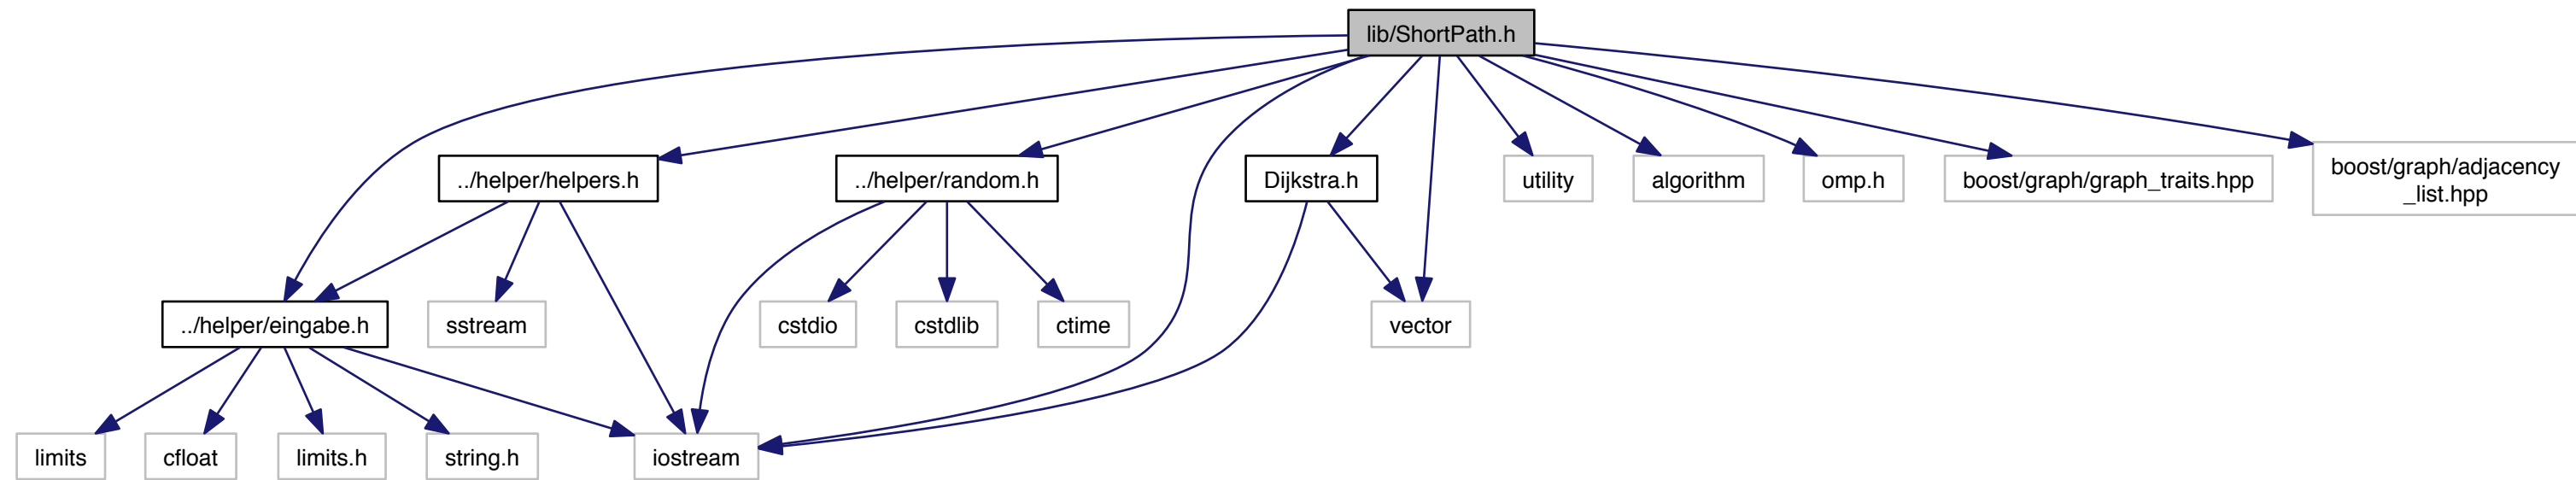 lib/ShortPath.h
../helper/helpers.h
../helper/random.h
Dijkstra.h
utility
algorithm
omp.h
boost/graph/graph_traits.hpp
boost/graph/adjacency
_list.hpp
../helper/eingabe.h
sstream
cstdio
cstdlib
ctime
vector
limits
cfloat
limits.h
string.h
iostream